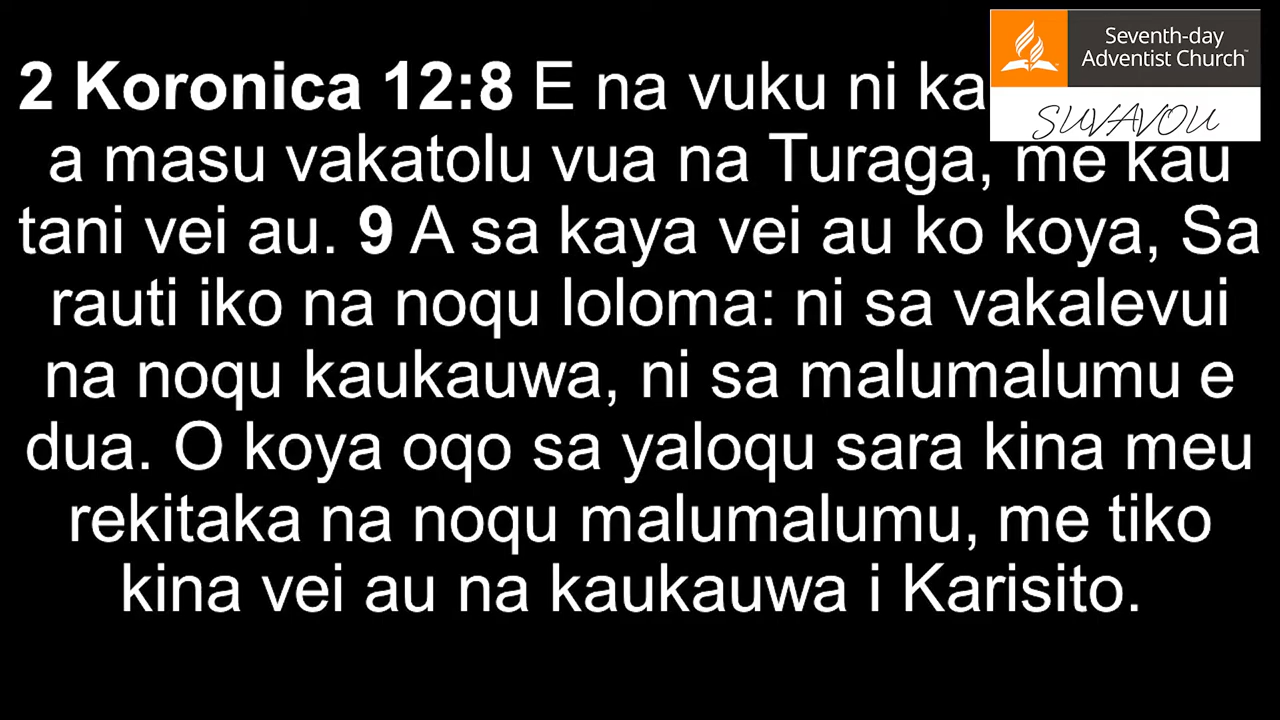 2 Koronica 12:8 E na vuku ni ka
a masu vakatolu vua na Turaga, me kau
tani vei au. 9 A sa kaya vei au ko koya, Sa
rauti iko na noqu loloma: ni sa vakalevui
na noqu kaukauwa, ni sa malumalumu e
dua. O koya oqo sa yaloqu sara kina meu
rekitaka na noqu malumalumu, me tiko
kina vei au na kaukauwa i Karisito.
Seventh-day
Adventist Church™
SUVAVOU